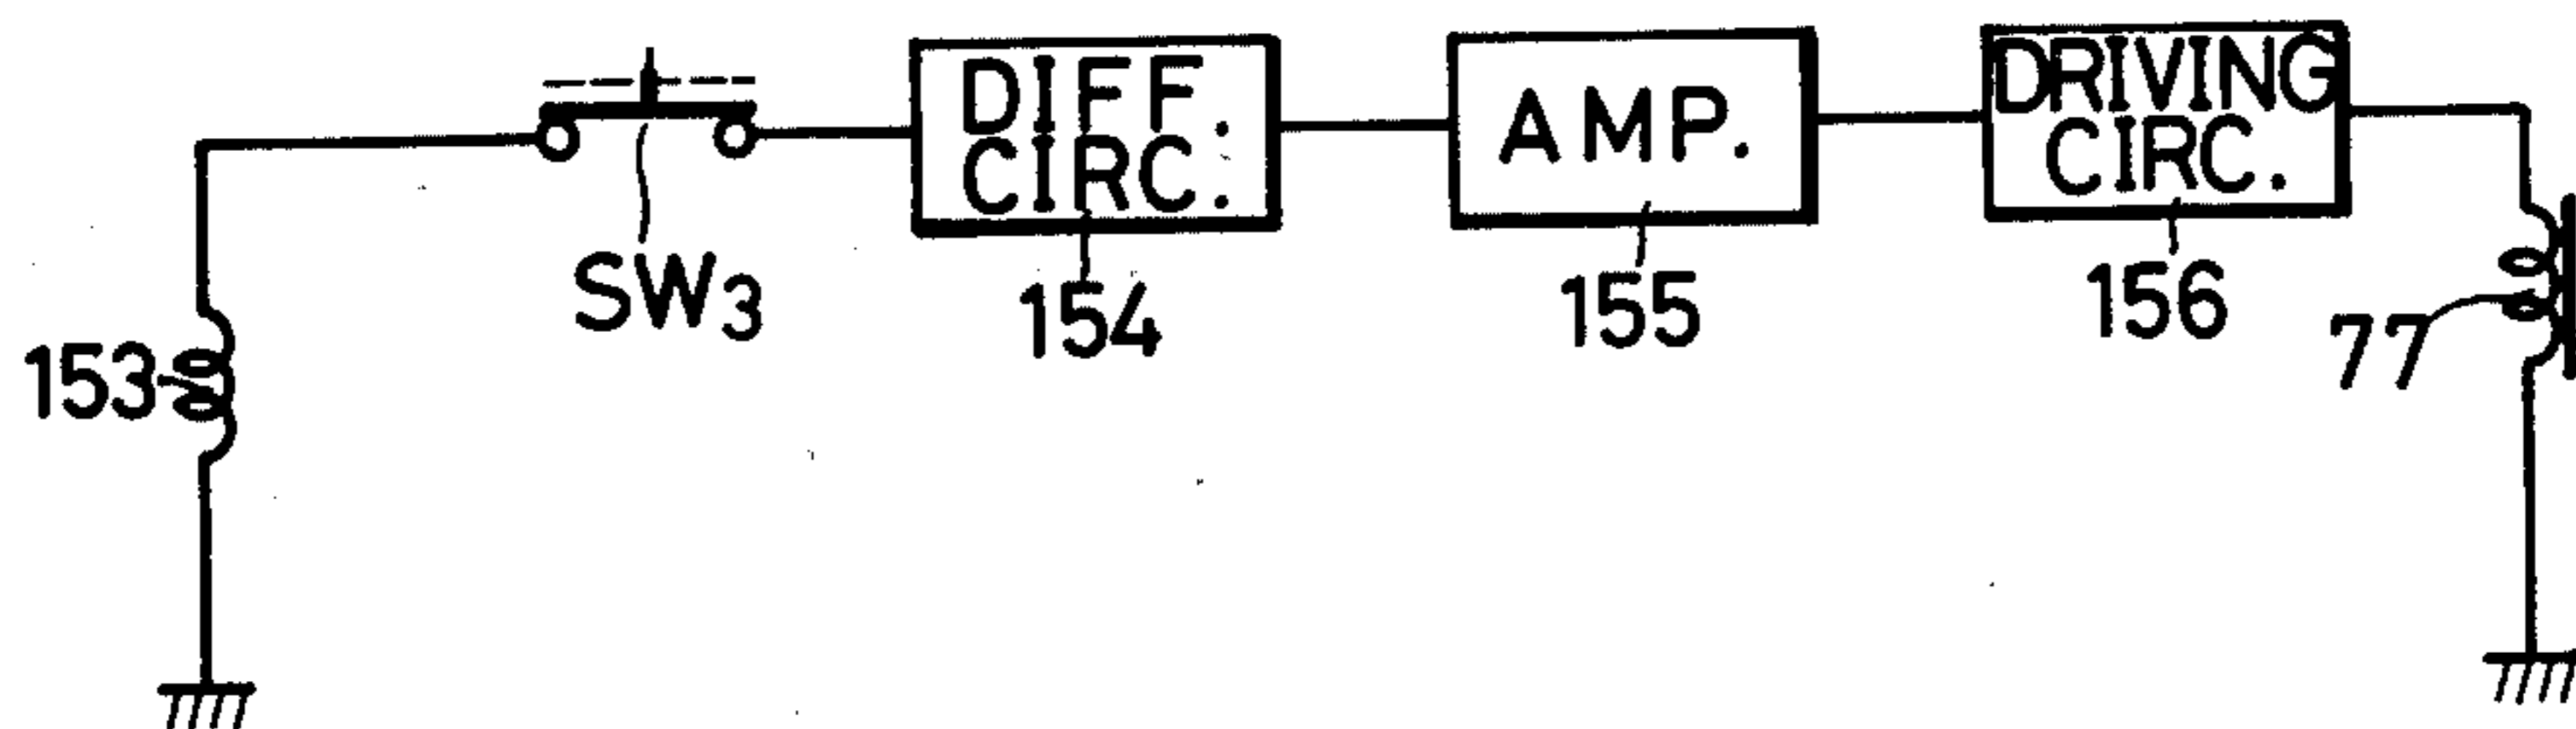 DIFF.
CIRC.
AMP.
DRIVING
CIRC.
SW3
153
154
155
156
77